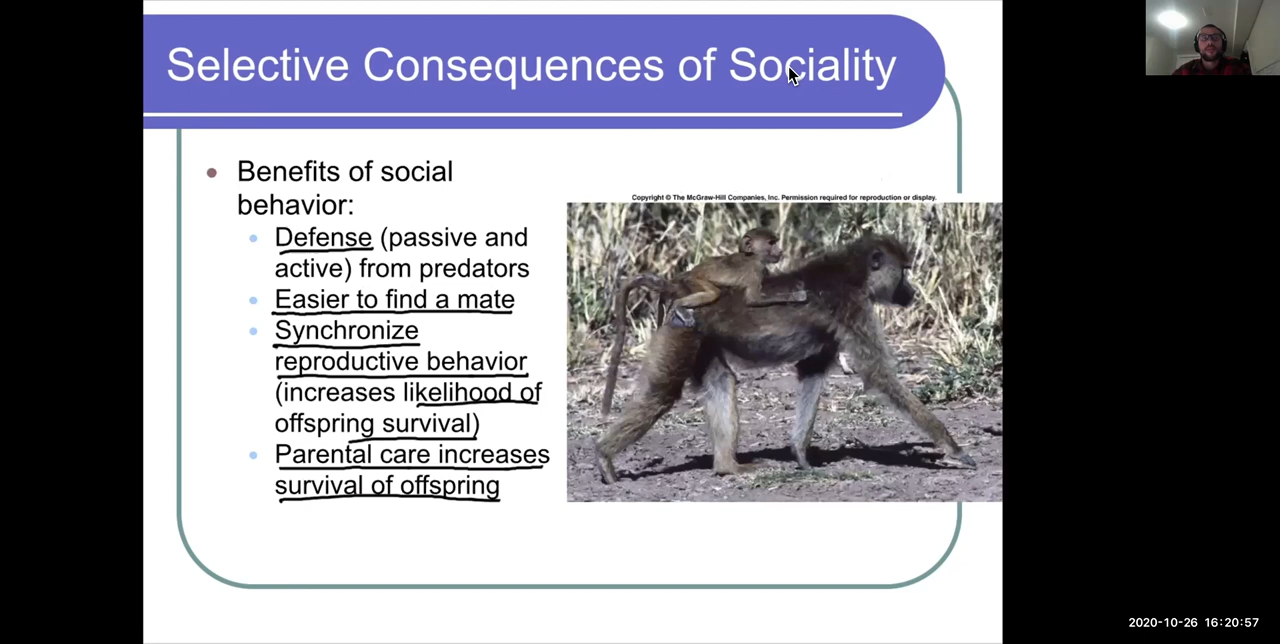 Selective Consequences of Sociality
Benefits of social
behavior:
Defense (passive and
active) from predators
Easier to find a mate
Synchronize
reproductive behavior
(increases likelihood of
offspring survival)
Parental care increases
survival of offspring
Copyright © The McGraw-Hill Companies, Inc. Permission required for reproduction or display.
2020-10-26 16:20:57